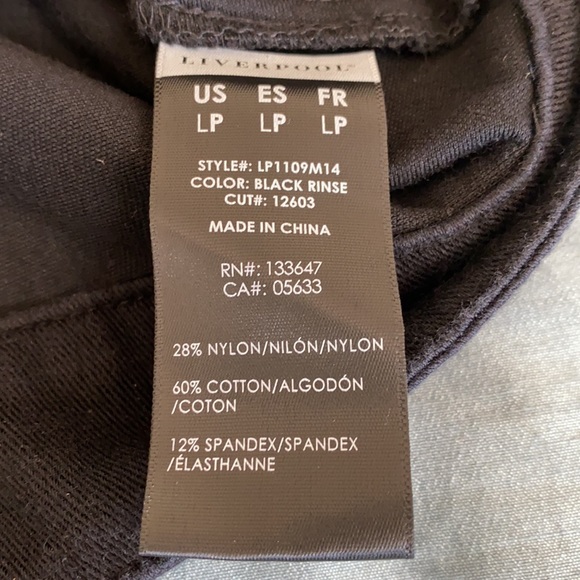 LIVERPOOL®
US ES FR
LP LP LP
STYLE#: LP1109M14
COLOR: BLACK RINSE
CUT#: 12603
MADE IN CHINA
RN#: 133647
CA#: 05633
28% NYLON/NILÓN/NYLON
60% COTTON/ALGODÓN
/COTON
12% SPANDEX/SPANDEX
/ÉLASTHANNE